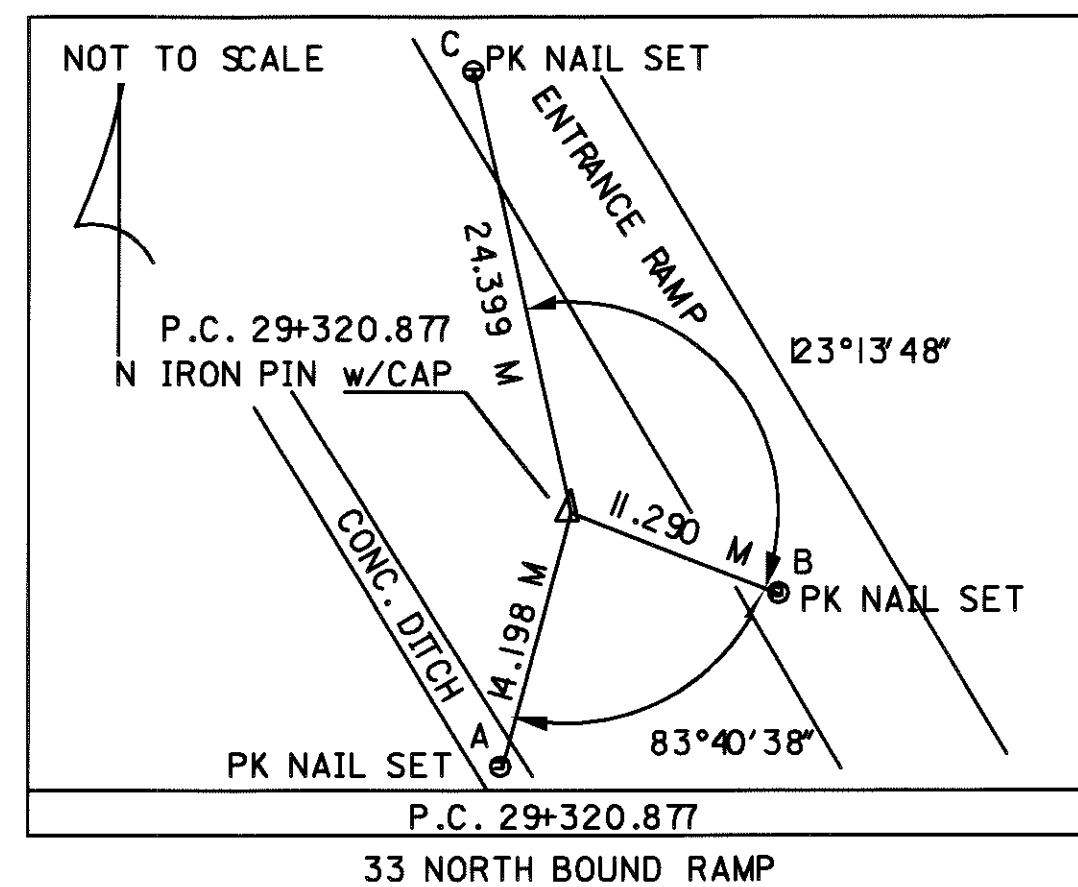 NOT TO SCALE
C
PK NAIL SET
ENTRANCE RAMP
24.399 M
P.C. 29+320.877
N IRON PIN w/CAP
123°13'48"
11.290 M
B
PK NAIL SET
CONC. DITCH
14.198 M
A
83°40'38"
PK NAIL SET
P.C. 29+320.877
33 NORTH BOUND RAMP